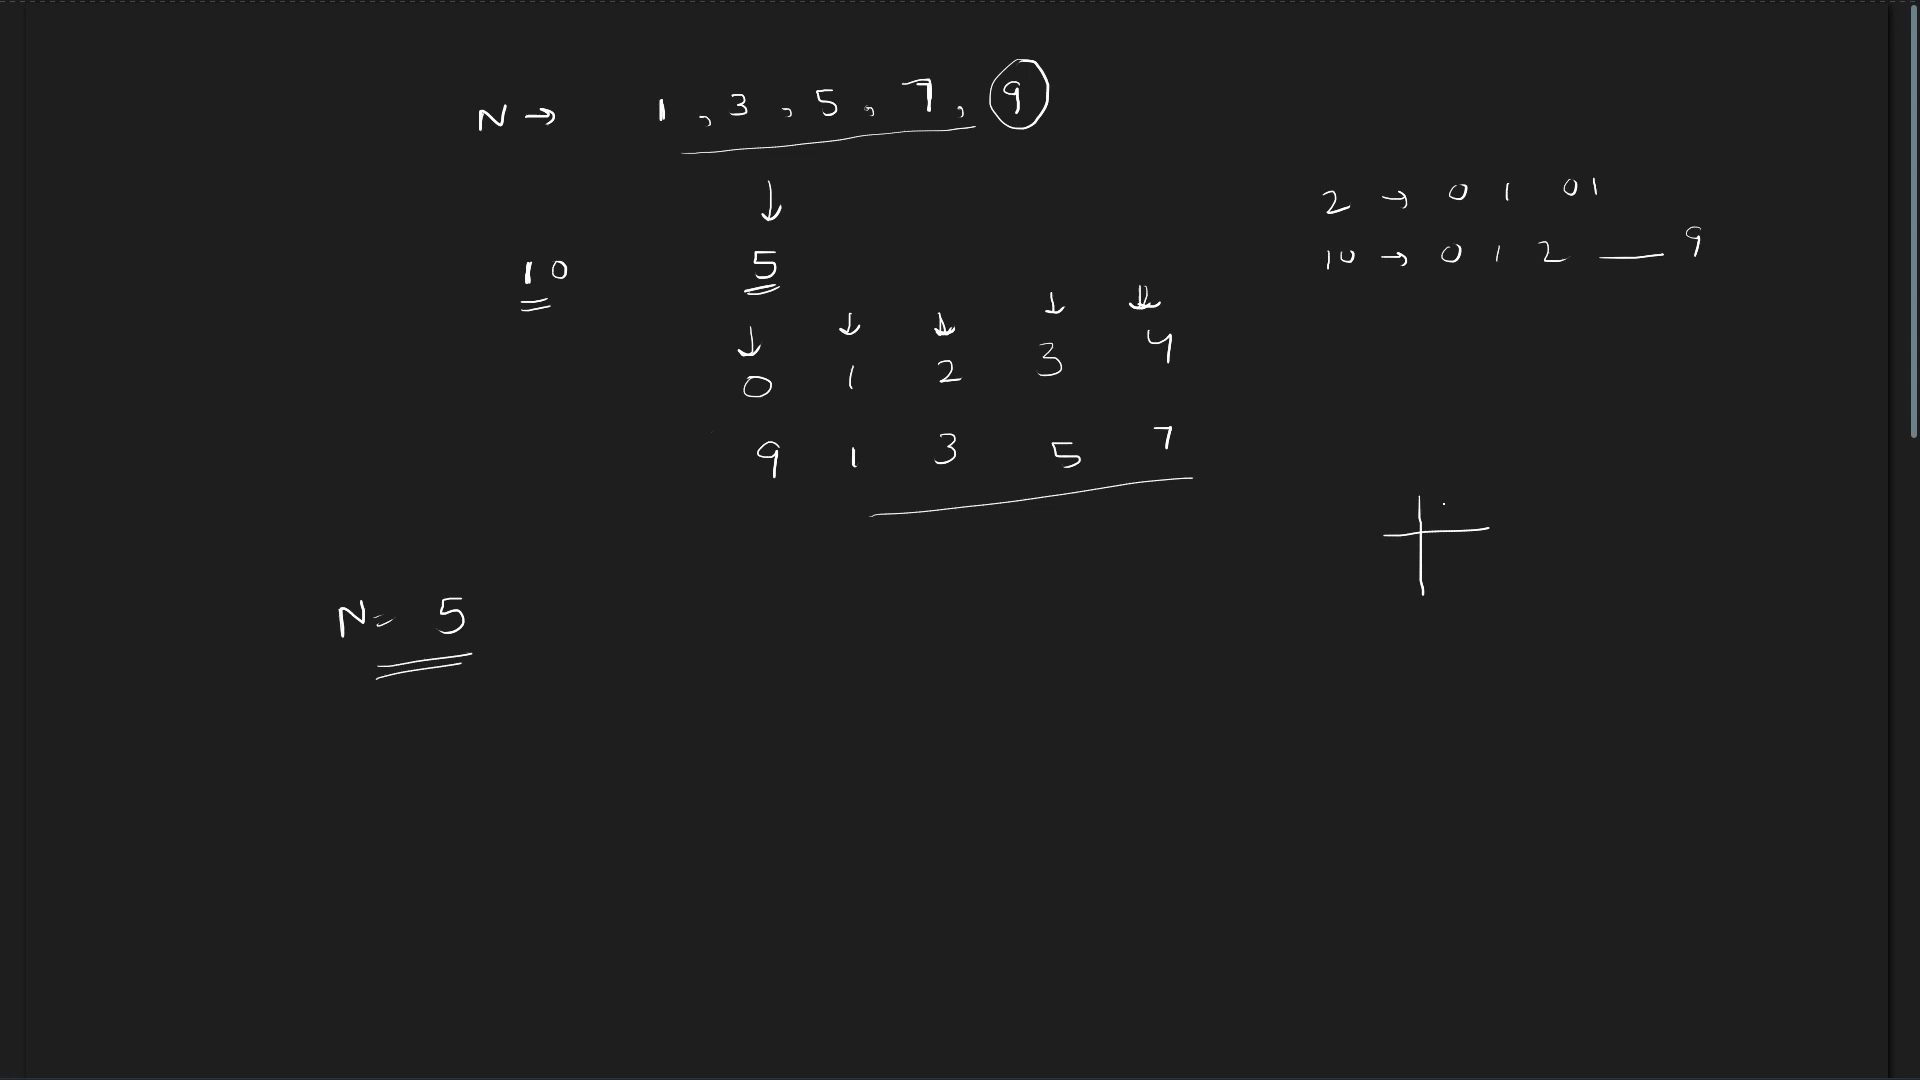 N → 1 , 3 , 5 , 7 , 9
↓
2 → 0 1 01
10 → 0 1 2 — 9
10 5
↓ ↓ ↓ ↓ ↓
0 1 2 3 4
9 1 3 5 7
N = 5